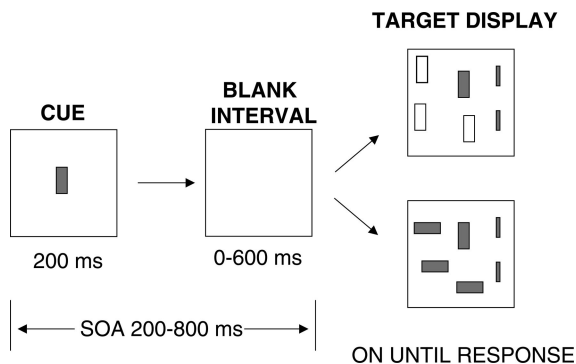 TARGET DISPLAY
BLANK
INTERVAL
CUE
200 ms
0-600 ms
SOA 200-800 ms
ON UNTIL RESPONSE